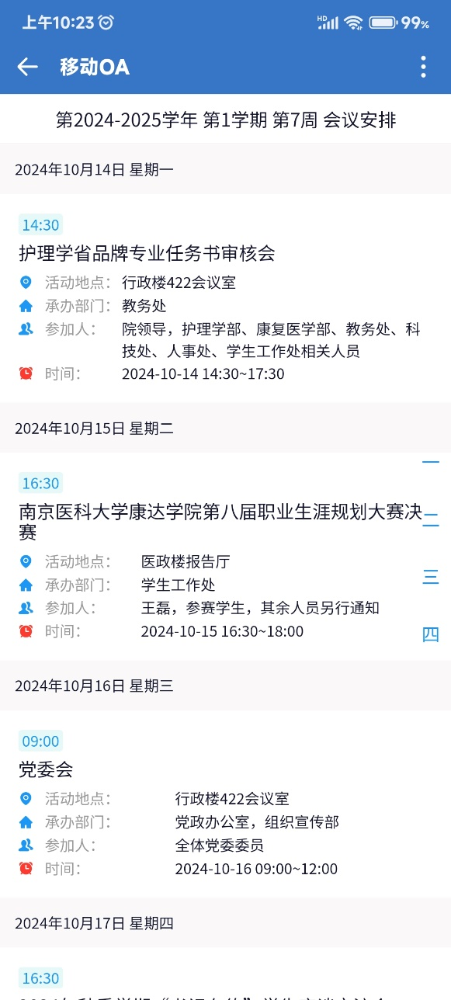 上午10:23 HD 99%
移动OA
第2024-2025学年 第1学期 第7周 会议安排
2024年10月14日 星期一
14:30
护理学省品牌专业任务书审核会
活动地点： 行政楼422会议室
承办部门： 教务处
参加人： 院领导，护理学部、康复医学部、教务处、科
技处、人事处、学生工作处相关人员
时间： 2024-10-14 14:30~17:30
2024年10月15日 星期二
一
16:30
南京医科大学康达学院第八届职业生涯规划大赛决
赛
二
活动地点： 医政楼报告厅
承办部门： 学生工作处
三
参加人： 王磊，参赛学生，其余人员另行通知
时间： 2024-10-15 16:30~18:00
四
2024年10月16日 星期三
09:00
党委会
活动地点： 行政楼422会议室
承办部门： 党政办公室，组织宣传部
参加人： 全体党委委员
时间： 2024-10-16 09:00~12:00
2024年10月17日 星期四
16:30